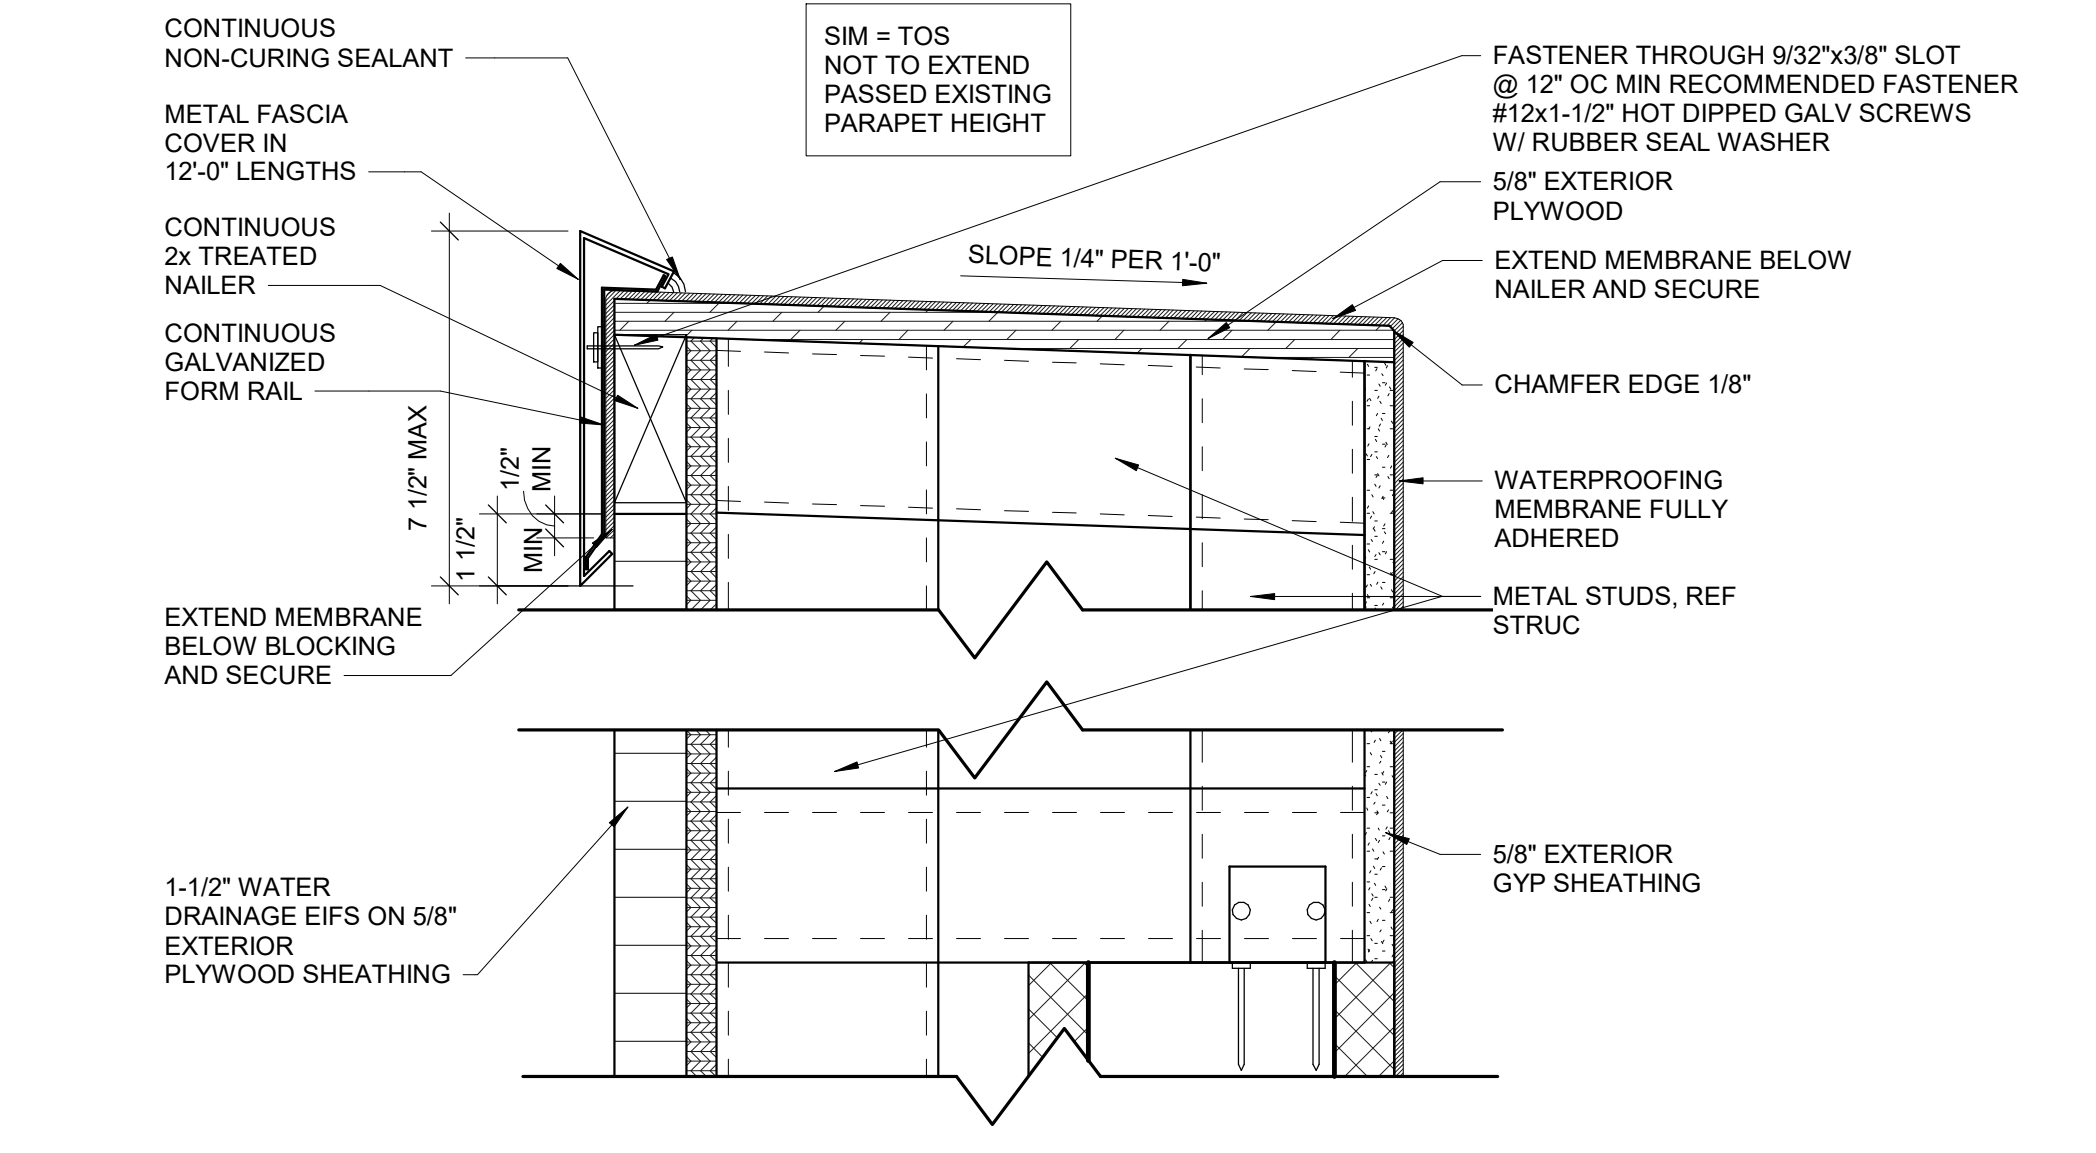 CONTINUOUS
NON-CURING SEALANT
METAL FASCIA
COVER IN
12'-0" LENGTHS
CONTINUOUS
2x TREATED
NAILER
CONTINUOUS
GALVANIZED
FORM RAIL
7 1/2" MAX
1 1/2"
MIN
1/2"
MIN
EXTEND MEMBRANE
BELOW BLOCKING
AND SECURE
1-1/2" WATER
DRAINAGE EIFS ON 5/8"
EXTERIOR
PLYWOOD SHEATHING
SIM = TOS
NOT TO EXTEND
PASSED EXISTING
PARAPET HEIGHT
SLOPE 1/4" PER 1'-0"
FASTENER THROUGH 9/32"x3/8" SLOT
@ 12" OC MIN RECOMMENDED FASTENER
#12x1-1/2" HOT DIPPED GALV SCREWS
W/ RUBBER SEAL WASHER
5/8" EXTERIOR
PLYWOOD
EXTEND MEMBRANE BELOW
NAILER AND SECURE
CHAMFER EDGE 1/8"
WATERPROOFING
MEMBRANE FULLY
ADHERED
METAL STUDS, REF
STRUC
5/8" EXTERIOR
GYP SHEATHING